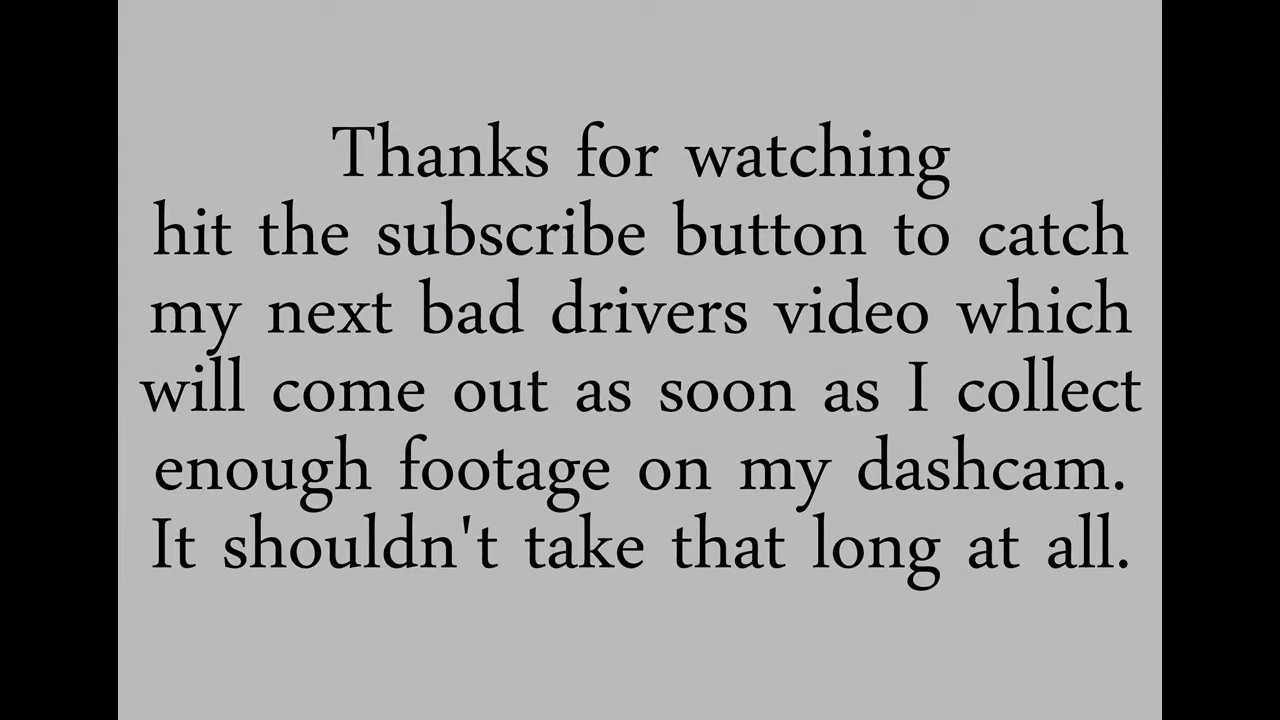 Thanks for watching
hit the subscribe button to catch
my next bad drivers video which
will come out as soon as I collect
enough footage on my dashcam.
It shouldn't take that long at all.